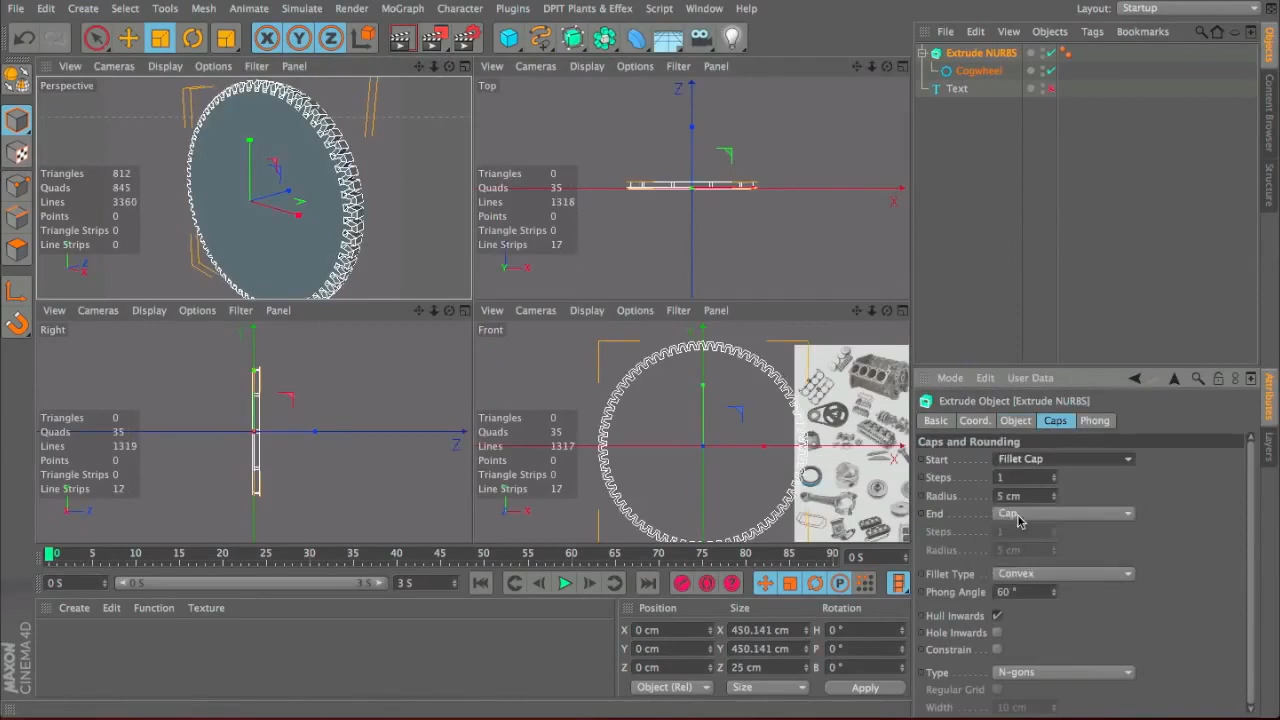 File Edit Create Select Tools Mesh Animate Simulate Render MoGraph Character Plugins DPIT Plants & Effex Script Window Help Layout: Startup
X Y Z
File Edit View Objects Tags Bookmarks
Extrude NURBS
Cogwheel
Text
Objects
Content Browser
Structure
View Cameras Display Options Filter Panel
Perspective
Triangles 812
Quads 845
Lines 3360
Points 0
Triangle Strips 0
Line Strips 17
View Cameras Display Options Filter Panel
Top
Z
X
Triangles 0
Quads 35
Lines 1318
Points 0
Triangle Strips 0
Line Strips 17
View Cameras Display Options Filter Panel
Right
Z
Triangles 0
Quads 35
Lines 1319
Points 0
Triangle Strips 0
Line Strips 17
View Cameras Display Options Filter Panel
Front
X
Triangles 0
Quads 35
Lines 1317
Points 0
Triangle Strips 0
Line Strips 17
Mode Edit User Data
Extrude Object [Extrude NURBS]
Basic Coord. Object Caps Phong
Caps and Rounding
Start Fillet Cap
Steps 1
Radius 5 cm
End Cap
Steps 1
Radius 5 cm
Fillet Type Convex
Phong Angle 60 °
Hull Inwards
Hole Inwards
Constrain
Type N-gons
Regular Grid
Width 10 cm
Attributes
Layers
0 5 10 15 20 25 30 35 40 45 50 55 60 65 70 75 80 85 90 0 S
0 S 0 S 3 S 3 S
Create Edit Function Texture
Position Size Rotation
X 0 cm X 450.141 cm H 0 °
Y 0 cm Y 450.141 cm P 0 °
Z 0 cm Z 25 cm B 0 °
Object (Rel) Size Apply
MAXON
CINEMA4D